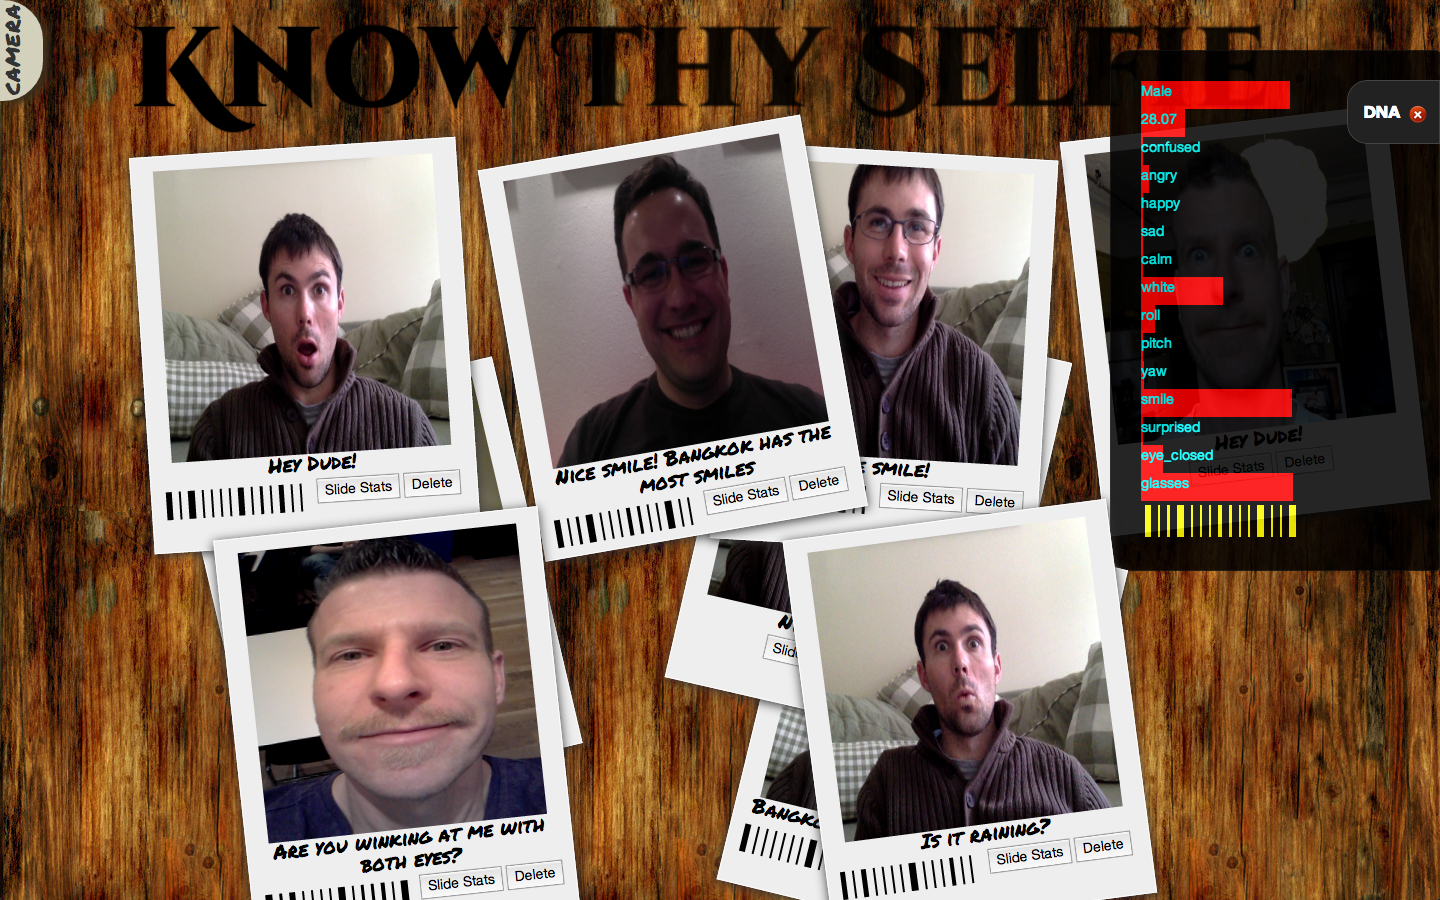 CAMERA
KNOW THY SELFIE
DNA
Male
28.07
confused
angry
happy
sad
calm
white
roll
pitch
yaw
smile
surprised
eye_closed
glasses
HEY DUDE!
Slide Stats
Delete
NICE SMILE! BANGKOK HAS THE
MOST SMILES
Slide Stats
Delete
SMILE!
Slide Stats
Delete
HEY DUDE!
Slide Stats
Delete
ARE YOU WINKING AT ME WITH
BOTH EYES?
Slide Stats
Delete
IS IT RAINING?
Slide Stats
Delete